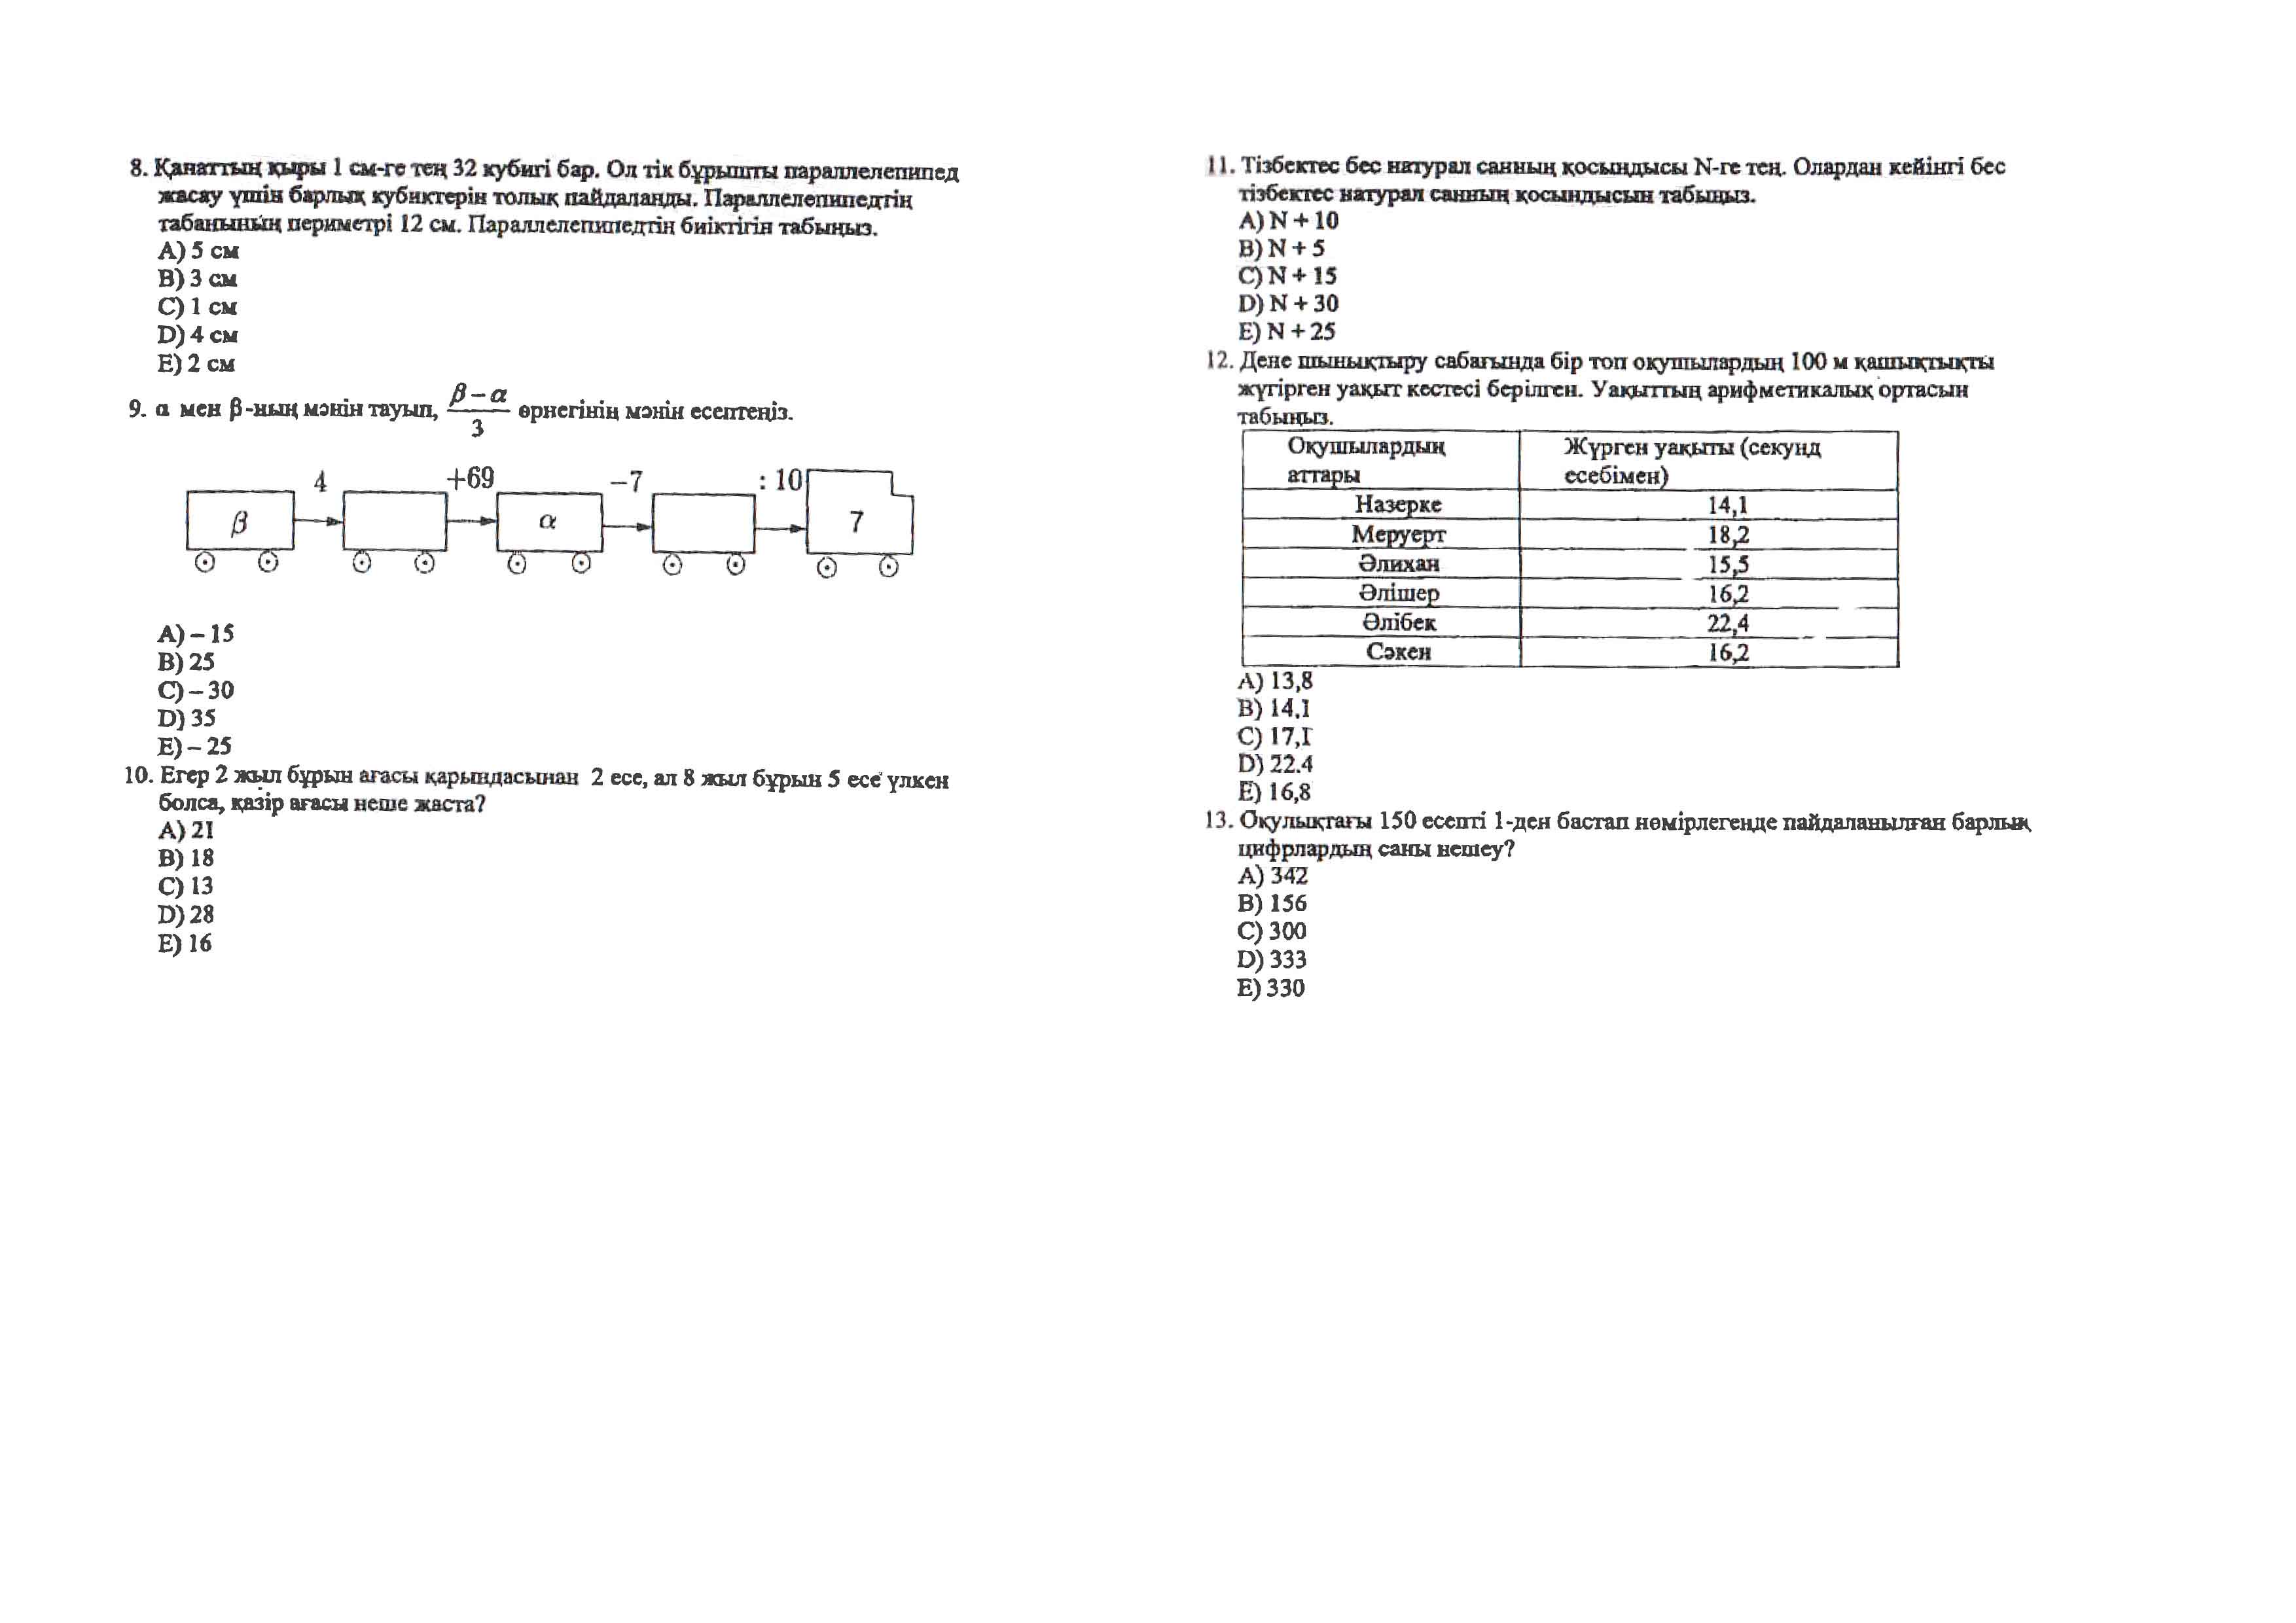 8. Қанаттың қыры 1 см-ге тең 32 кубигі бар. Ол тік бұрышты параллелепипед
жасау үшін барлық кубиктерін толық пайдаланды. Параллелепипедтің
табанының периметрі 12 см. Параллелепипедтің биіктігін табыңыз.
A) 5 см
B) 3 см
C) 1 см
D) 4 см
E) 2 см
9. α мен β-ның мәнін тауып, (β – α)/3 өрнегінің мәнін есептеңіз.
4 +69 –7 : 10
β α 7
A) – 15
B) 25
C) – 30
D) 35
E) – 25
10. Егер 2 жыл бұрын ағасы қарындасынан 2 есе, ал 8 жыл бұрын 5 есе үлкен
болса, қазір ағасы неше жаста?
A) 21
B) 18
C) 13
D) 28
E) 16
11. Тізбектес бес натурал санның қосындысы N-ге тең. Олардан кейінгі бес
тізбектес натурал санның қосындысын табыңыз.
A) N + 10
B) N + 5
C) N + 15
D) N + 30
E) N + 25
12. Дене шынықтыру сабағында бір топ оқушылардың 100 м қашықтықты
жүгірген уақыт кестесі берілген. Уақыттың арифметикалық ортасын
табыңыз.
Оқушылардың аттары Жүрген уақыты (секунд есебімен)
Назерке 14,1
Меруерт 18,2
Әлихан 15,5
Әлішер 16,2
Әлібек 22,4
Сәкен 16,2
A) 13,8
B) 14.1
C) 17,1
D) 22.4
E) 16,8
13. Оқулықтағы 150 есепті 1-ден бастап нөмірлегенде пайдаланылған барлық
цифрлардың саны нешеу?
A) 342
B) 156
C) 300
D) 333
E) 330